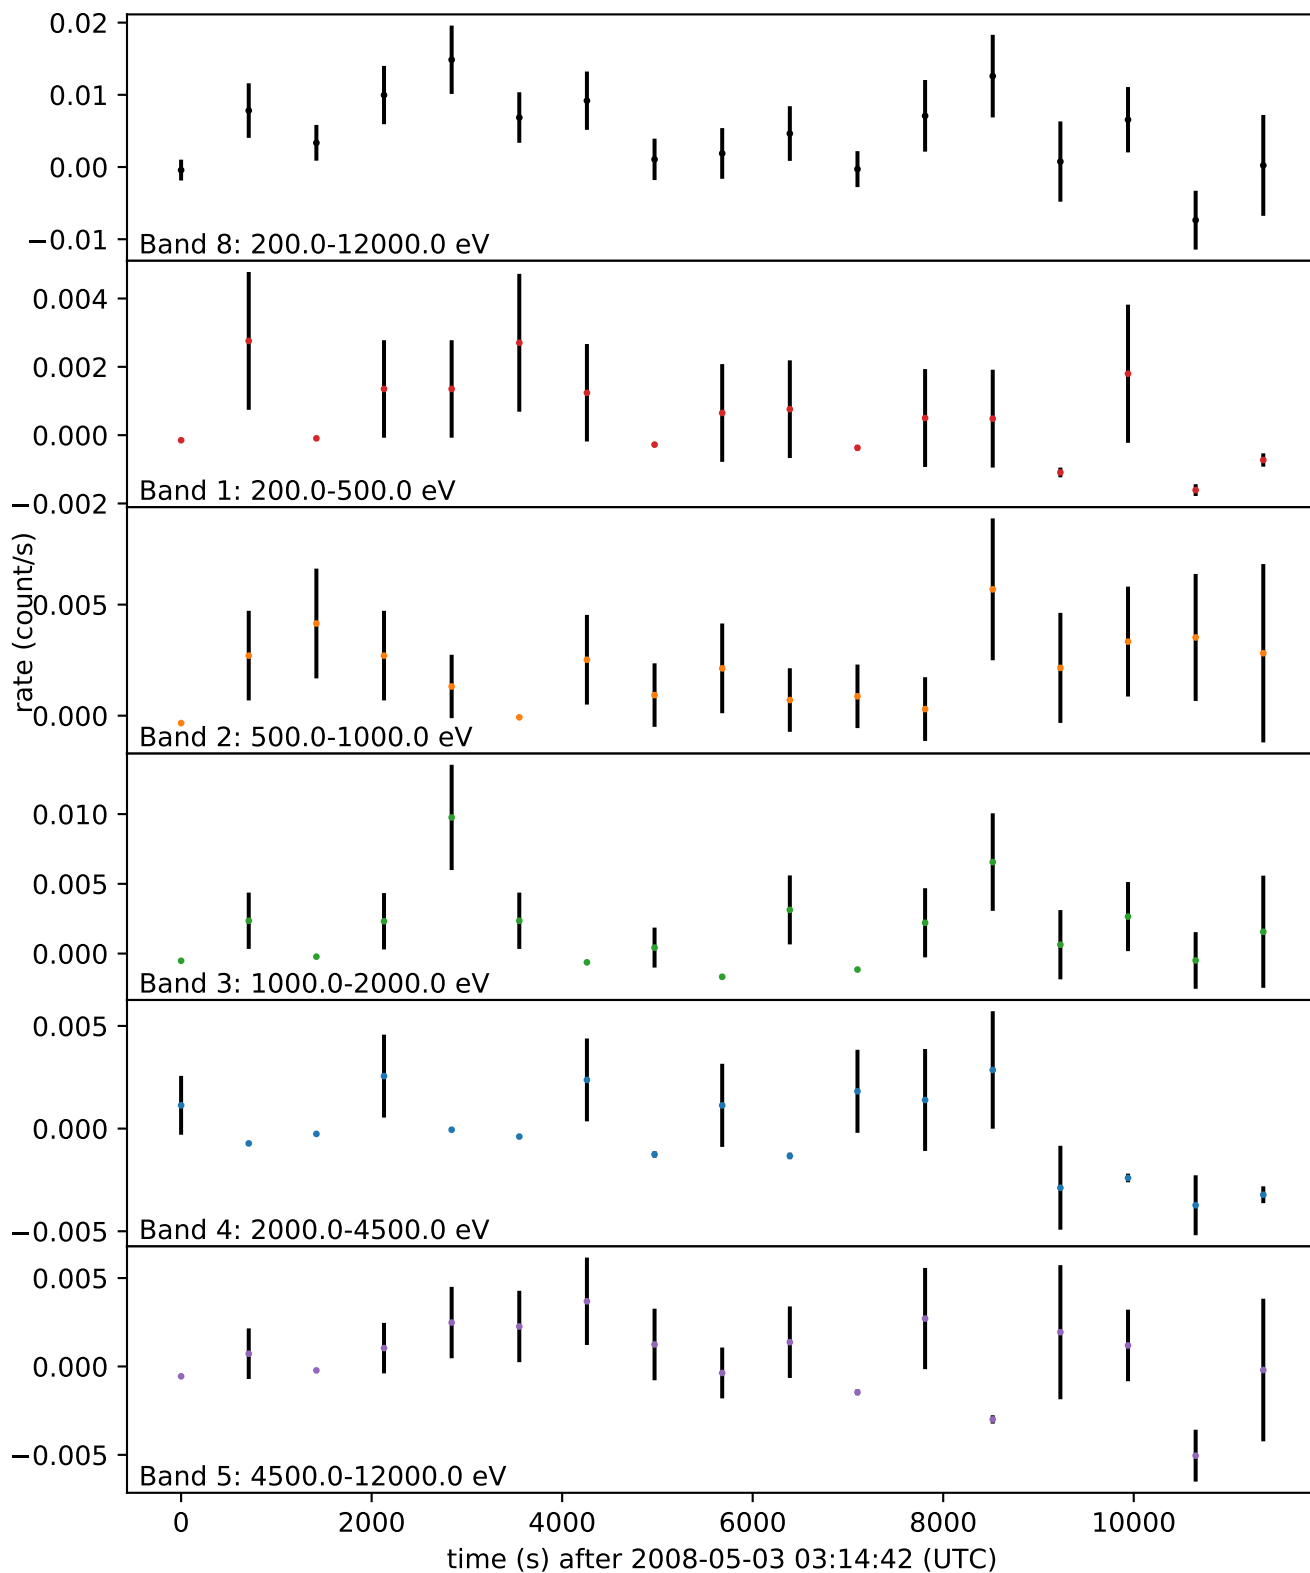 0.02
0.01
0.00
−0.01
Band 8: 200.0-12000.0 eV
0.004
0.002
0.000
−0.002
Band 1: 200.0-500.0 eV
rate (count/s)
0.005
0.000
Band 2: 500.0-1000.0 eV
0.010
0.005
0.000
Band 3: 1000.0-2000.0 eV
0.005
0.000
−0.005
Band 4: 2000.0-4500.0 eV
0.005
0.000
−0.005
Band 5: 4500.0-12000.0 eV
0 2000 4000 6000 8000 10000
time (s) after 2008-05-03 03:14:42 (UTC)